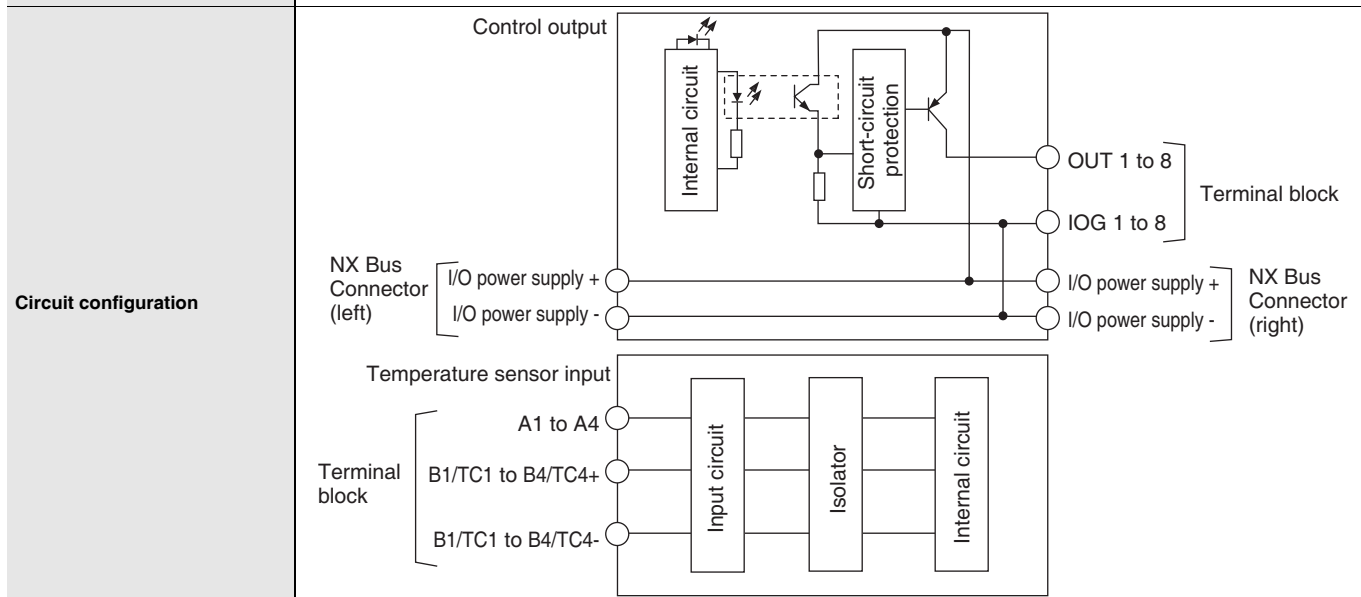 Circuit configuration
Control output
Internal circuit
Short-circuit
protection
OUT 1 to 8
IOG 1 to 8
Terminal block
NX Bus
Connector
(left)
I/O power supply +
I/O power supply -
I/O power supply +
I/O power supply -
NX Bus
Connector
(right)
Temperature sensor input
Terminal
block
A1 to A4
B1/TC1 to B4/TC4+
B1/TC1 to B4/TC4-
Input circuit
Isolator
Internal circuit